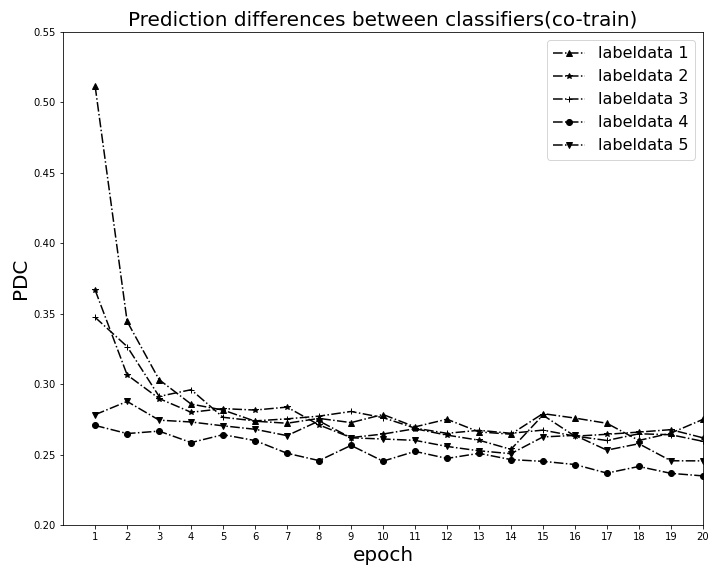 Prediction differences between classifiers(co-train)
0.55
0.50
0.45
0.40
0.35
0.30
0.25
0.20
PDC
labeldata 1
labeldata 2
labeldata 3
labeldata 4
labeldata 5
1 2 3 4 5 6 7 8 9 10 11 12 13 14 15 16 17 18 19 20
epoch